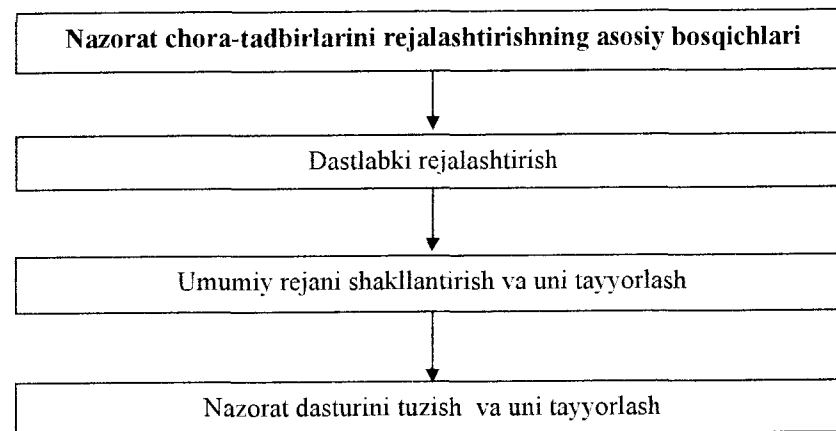 Nazorat chora-tadbirlarini rejalashtirishning asosiy bosqichlari
Dastlabki rejalashtirish
Umumiy rejani shakllantirish va uni tayyorlash
Nazorat dasturini tuzish va uni tayyorlash